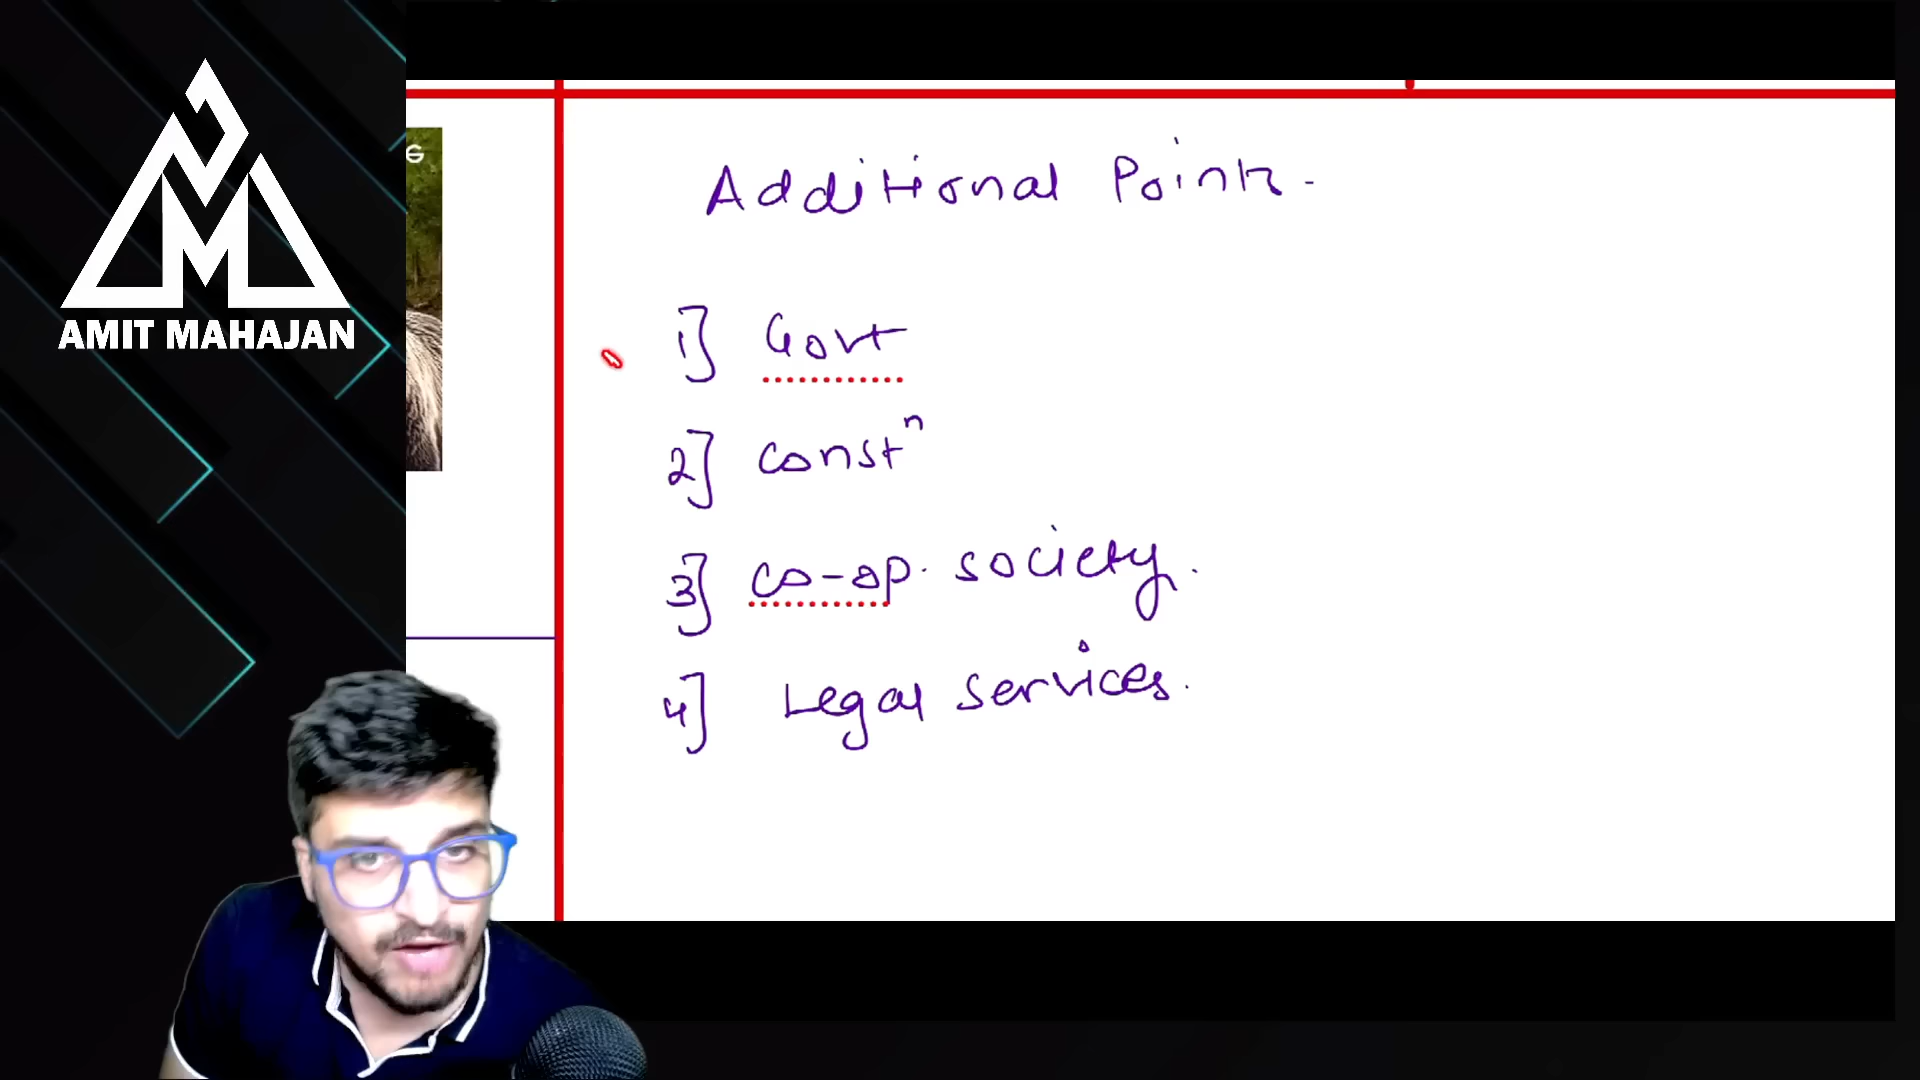 AMIT MAHAJAN
G
Additional Points.
1] Govt
2] constn
3] co-op. society.
4] Legal services.